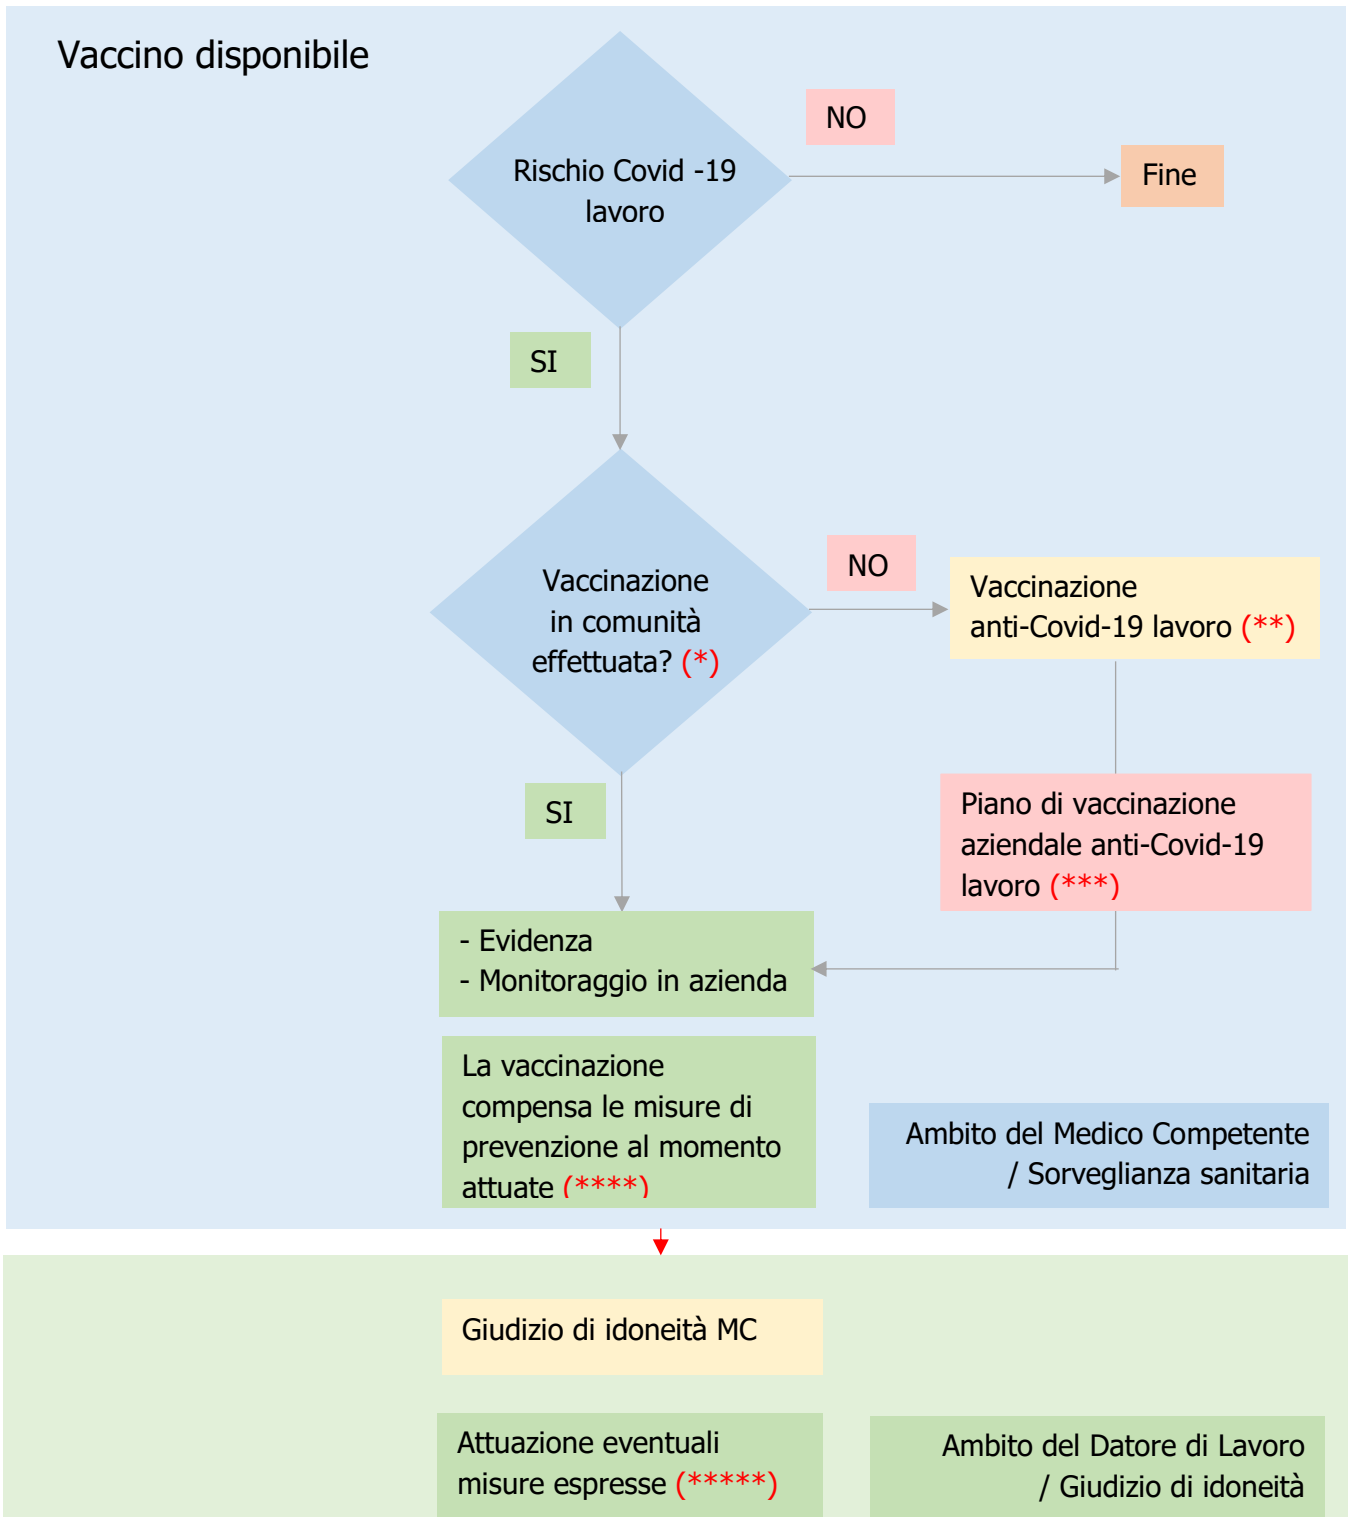 Vaccino disponibile
NO
Rischio Covid -19
lavoro
Fine
SI
Vaccinazione
in comunità
effettuata? (*)
NO
Vaccinazione
anti-Covid-19 lavoro (**)
SI
Piano di vaccinazione
aziendale anti-Covid-19
lavoro (***)
- Evidenza
- Monitoraggio in azienda
La vaccinazione
compensa le misure di
prevenzione al momento
attuate (****)
Ambito del Medico Competente
/ Sorveglianza sanitaria
Giudizio di idoneità MC
Attuazione eventuali
misure espresse (*****)
Ambito del Datore di Lavoro
/ Giudizio di idoneità